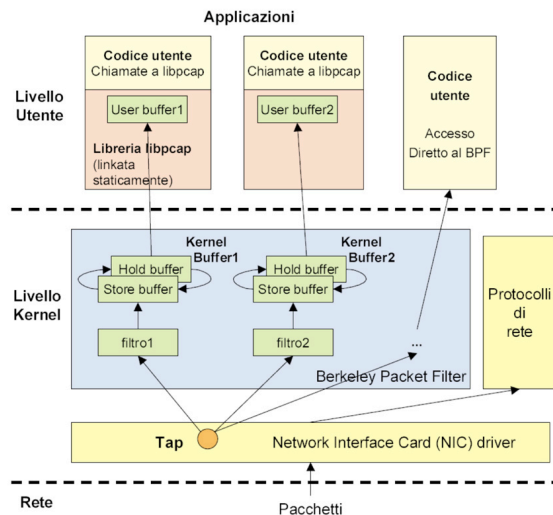 Applicazioni
Codice utente
Chiamate a libpcap
User buffer1
Libreria libpcap
(linkata
staticamente)
Codice utente
Chiamate a libpcap
User buffer2
Codice
utente
Accesso
Diretto al BPF
Livello
Utente
Livello
Kernel
Kernel
Buffer1
Hold buffer
Store buffer
filtro1
Kernel
Buffer2
Hold buffer
Store buffer
filtro2
...
Berkeley Packet Filter
Protocolli
di
rete
Tap
Network Interface Card (NIC) driver
Rete
Pacchetti